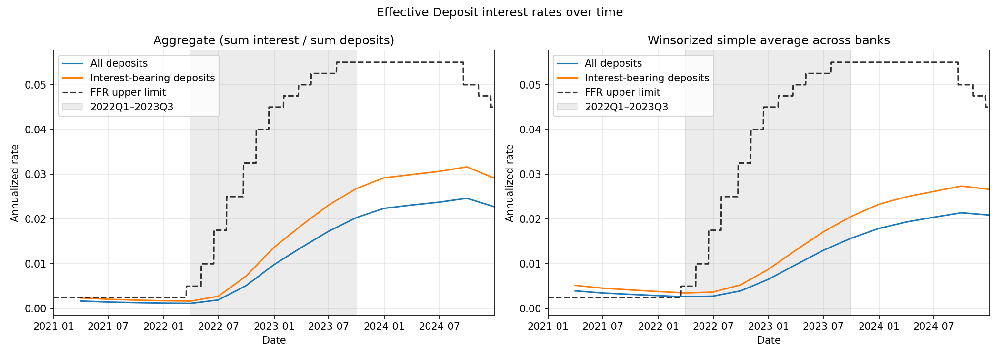 Effective Deposit interest rates over time
Aggregate (sum interest / sum deposits)
All deposits
Interest-bearing deposits
FFR upper limit
2022Q1–2023Q3
Annualized rate
0.05
0.04
0.03
0.02
0.01
0.00
2021-01 2021-07 2022-01 2022-07 2023-01 2023-07 2024-01 2024-07
Date
Winsorized simple average across banks
All deposits
Interest-bearing deposits
FFR upper limit
2022Q1–2023Q3
Annualized rate
0.05
0.04
0.03
0.02
0.01
0.00
2021-01 2021-07 2022-01 2022-07 2023-01 2023-07 2024-01 2024-07
Date